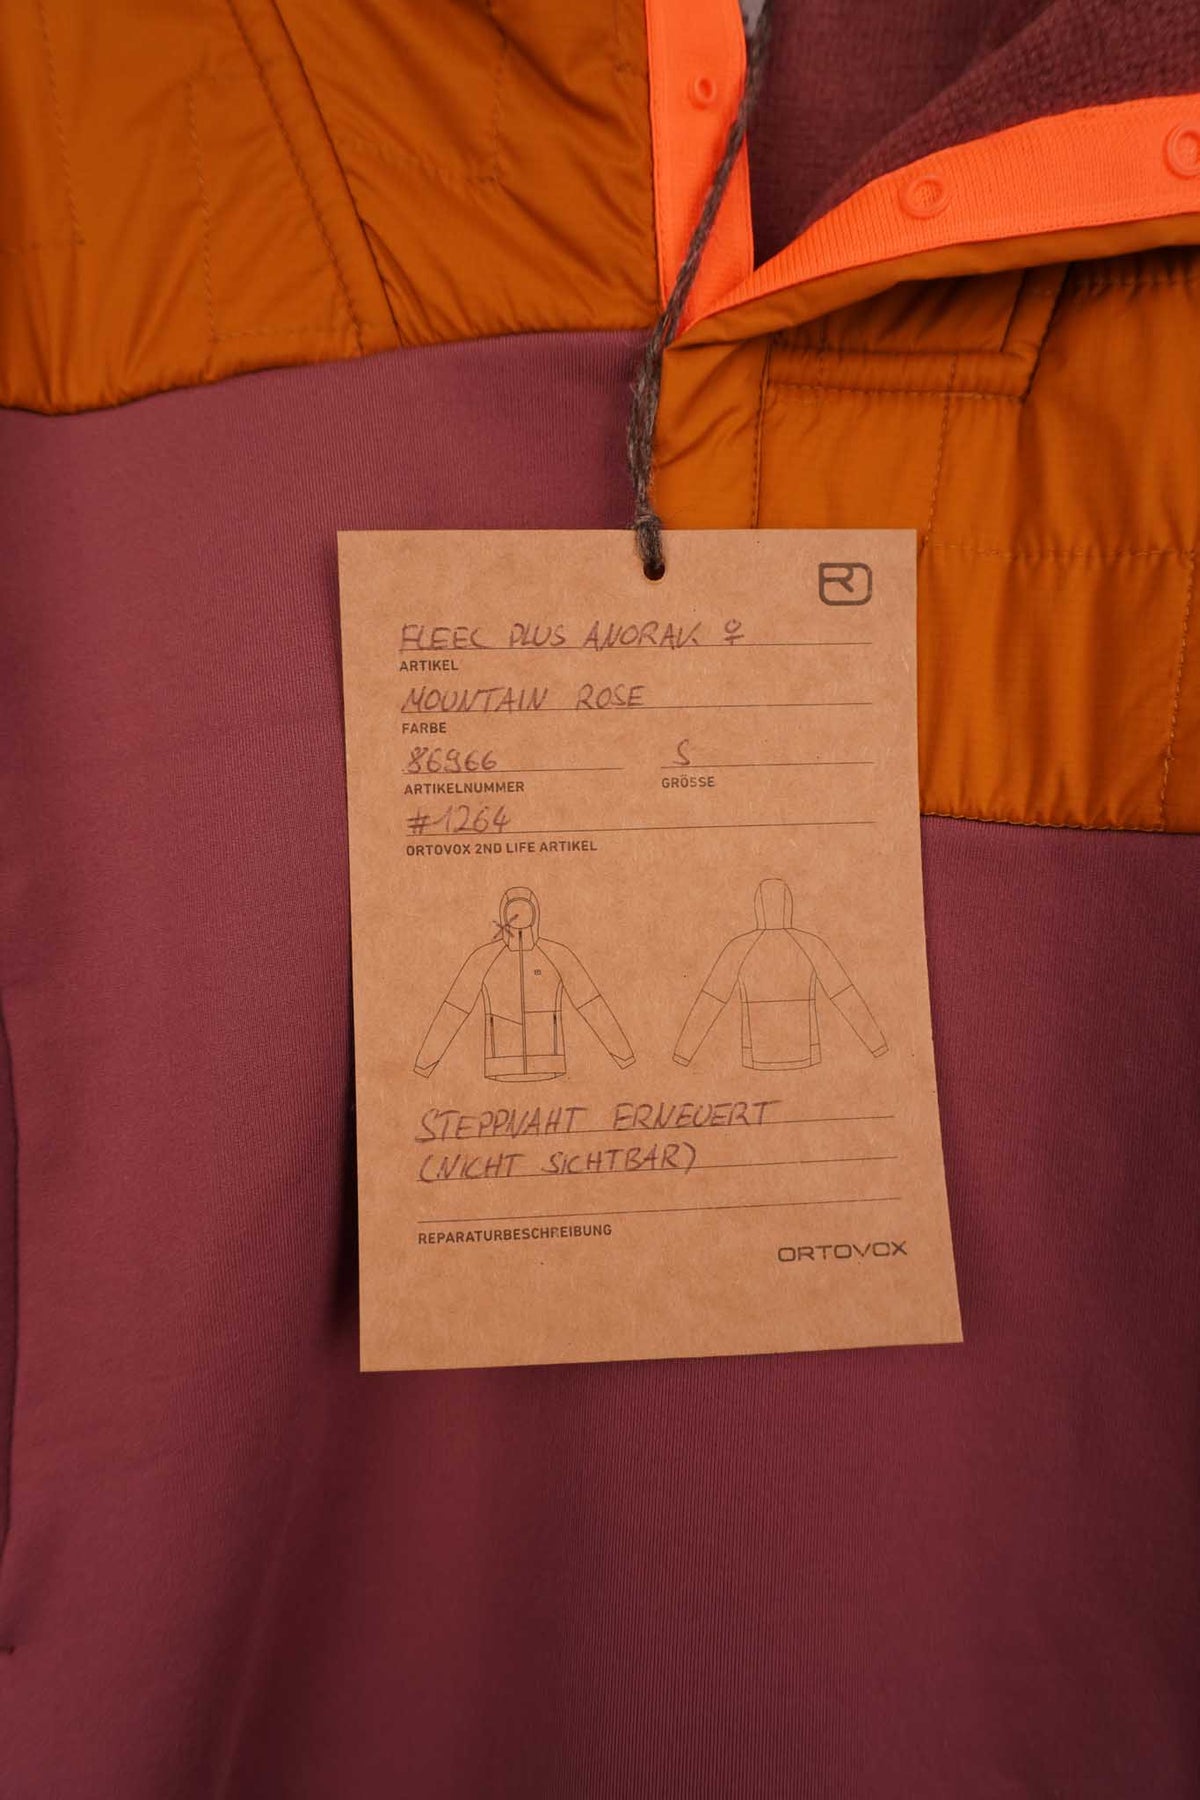 FLEEC PLUS ANORAK ♀
ARTIKEL
MOUNTAIN ROSE
FARBE
86966 S
ARTIKELNUMMER GRÖSSE
#1264
ORTOVOX 2ND LIFE ARTIKEL
STEPPNAHT ERNEUERT
(NICHT SICHTBAR)
REPARATURBESCHREIBUNG
ORTOVOX